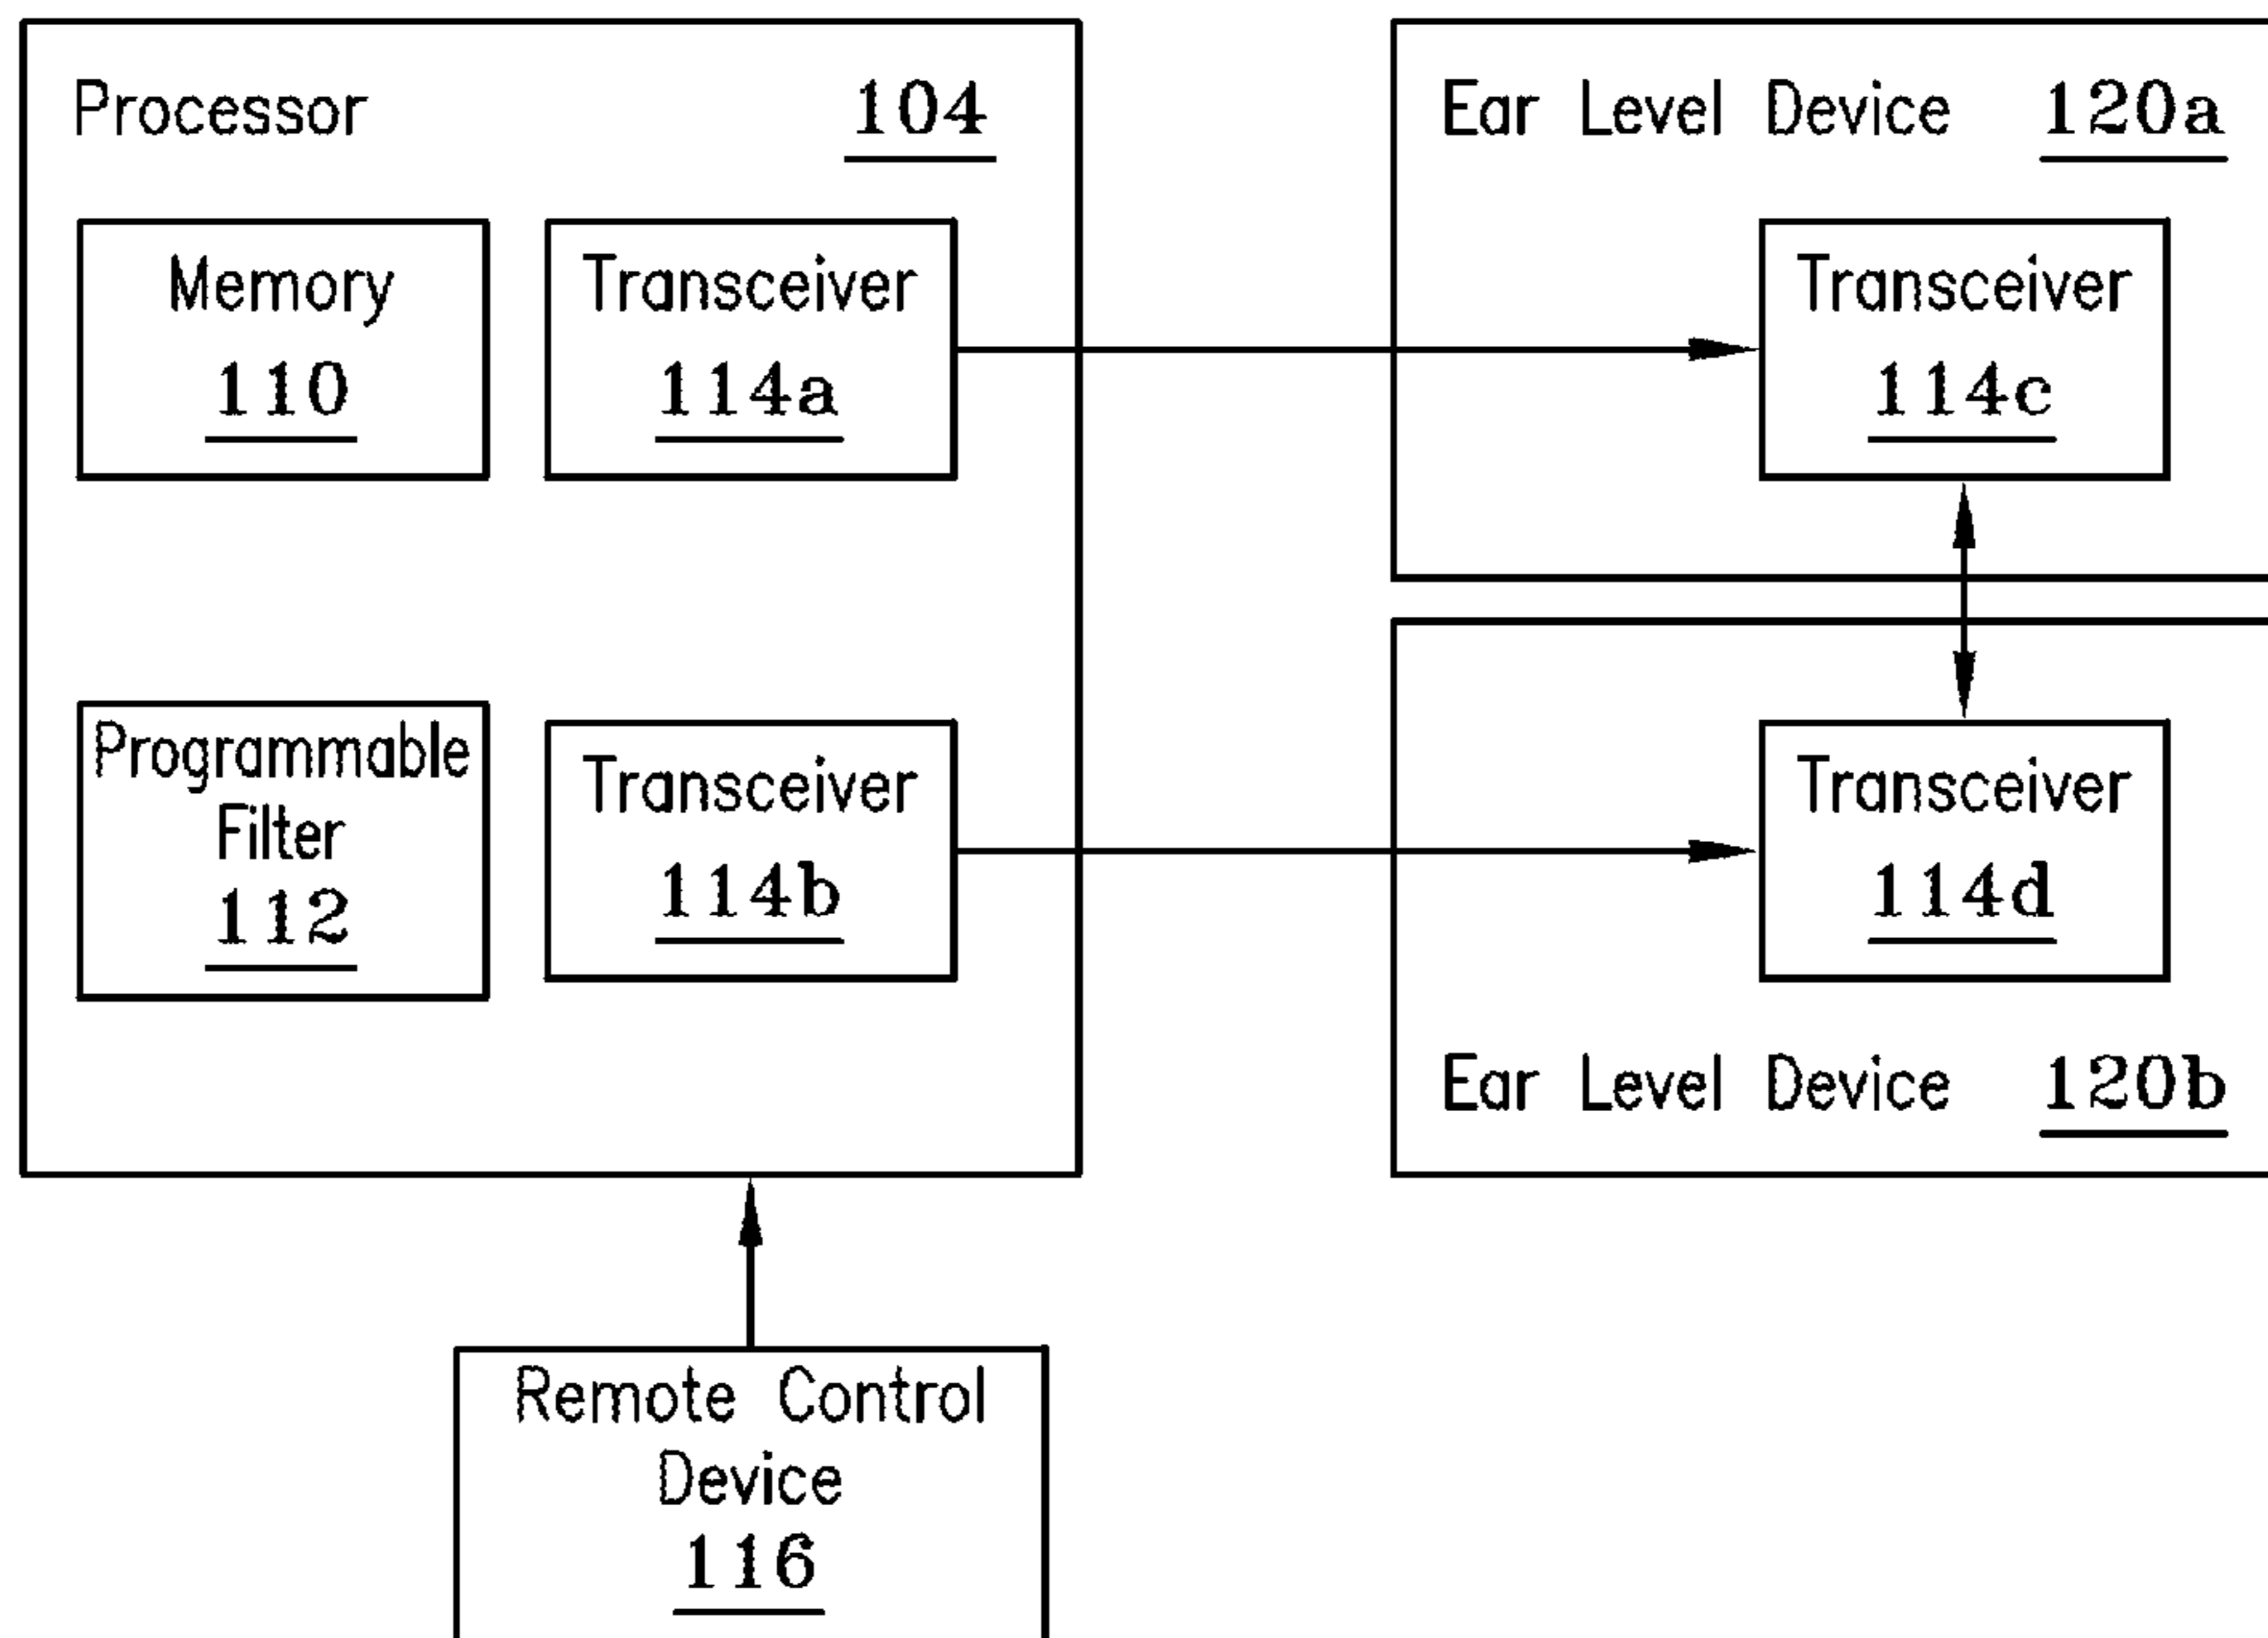 Processor 104
Memory
110
Transceiver
114a
Programmable
Filter
112
Transceiver
114b
Ear Level Device 120a
Transceiver
114c
Transceiver
114d
Ear Level Device 120b
Remote Control
Device
116